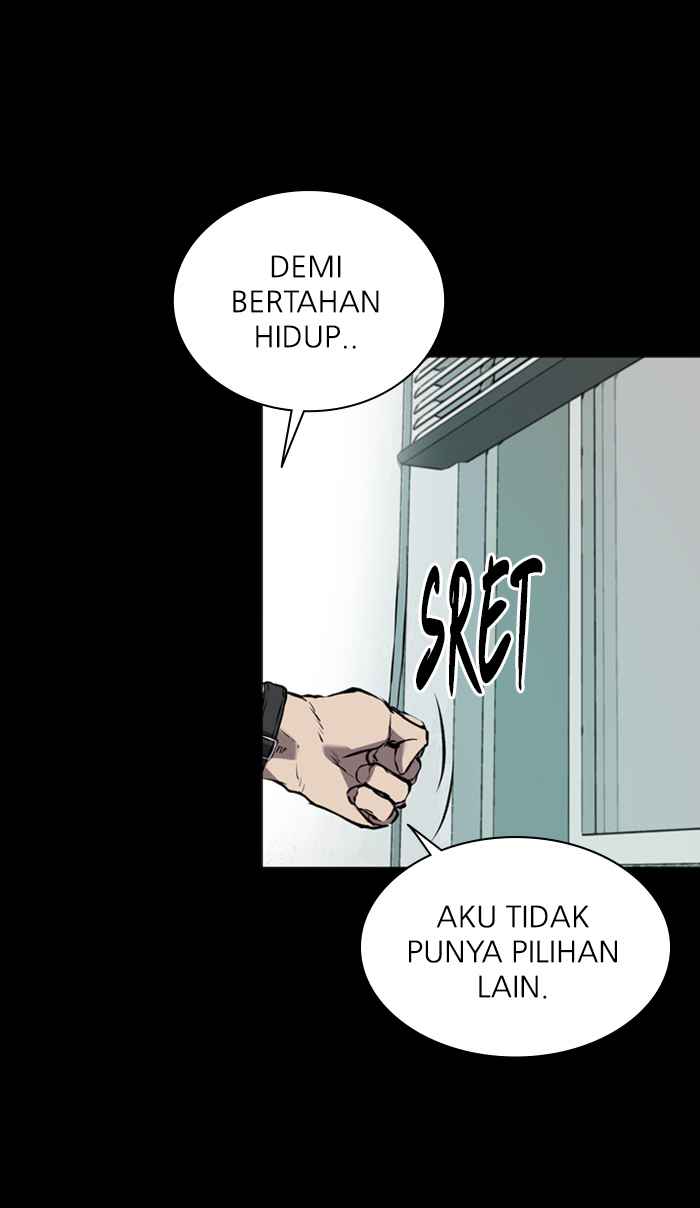 DEMI
BERTAHAN
HIDUP..
SRET
AKU TIDAK
PUNYA PILIHAN
LAIN.